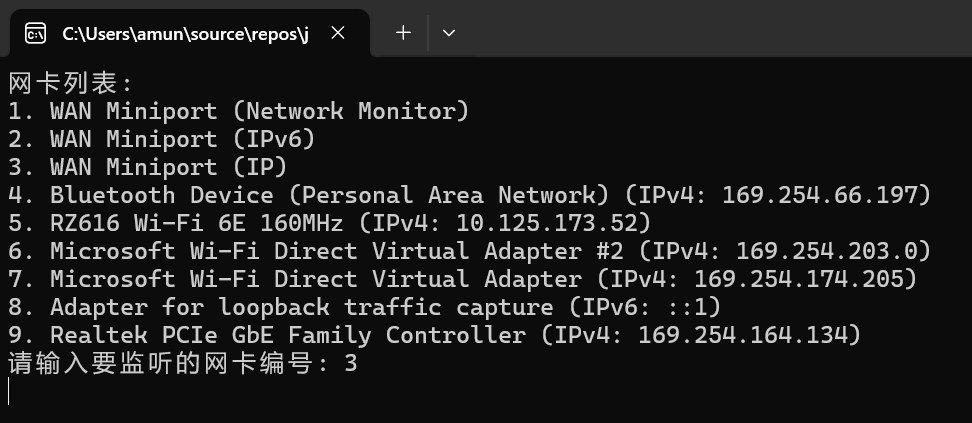 C:\Users\amun\source\repos\j
网卡列表：
1. WAN Miniport (Network Monitor)
2. WAN Miniport (IPv6)
3. WAN Miniport (IP)
4. Bluetooth Device (Personal Area Network) (IPv4: 169.254.66.197)
5. RZ616 Wi-Fi 6E 160MHz (IPv4: 10.125.173.52)
6. Microsoft Wi-Fi Direct Virtual Adapter #2 (IPv4: 169.254.203.0)
7. Microsoft Wi-Fi Direct Virtual Adapter (IPv4: 169.254.174.205)
8. Adapter for loopback traffic capture (IPv6: ::1)
9. Realtek PCIe GbE Family Controller (IPv4: 169.254.164.134)
请输入要监听的网卡编号：3